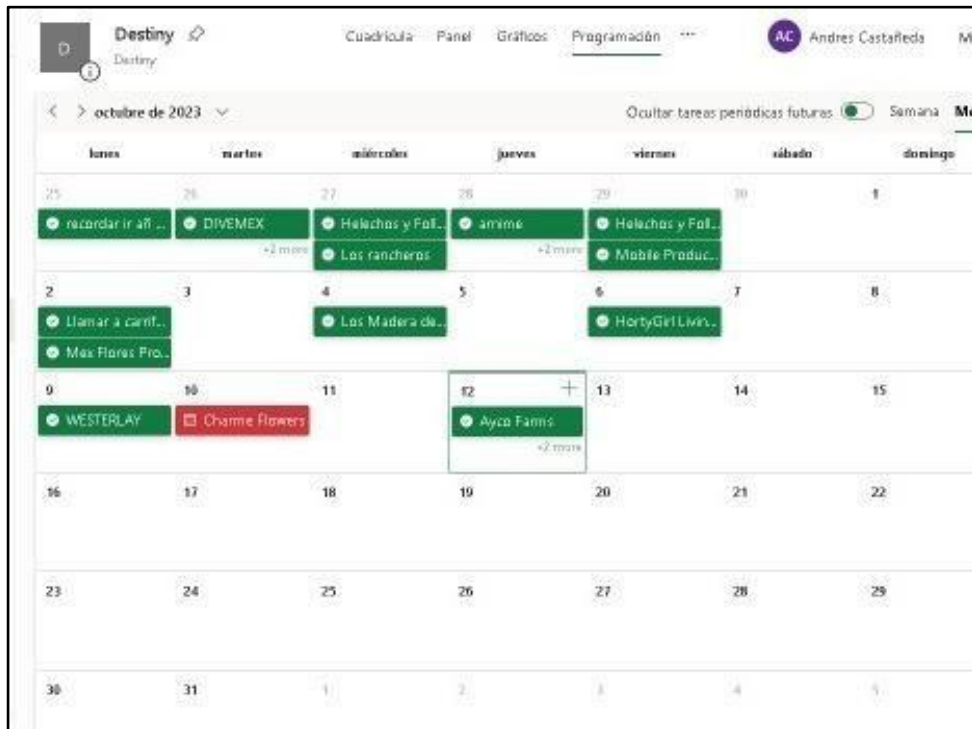 D Destiny Cuadrícula Panel Gráficos Programación ... AC Andres Castañeda M
Destiny
octubre de 2023 Ocultar tareas periódicas futuras Semana Me
lunes martes miércoles jueves viernes sábado domingo
25 26 27 28 29 30 1
recordar ir añ ... DIVEMEX Helechos y Foll... amime Helechos y Foll...
+2 more Los rancheros +2 more Mobile Produc...
2 3 4 5 6 7 8
Llamar a carrif... Los Madera de... HortyGirl Livin...
Mex Flores Pro...
9 10 11 12 + 13 14 15
WESTERLAY Charme Flowers Ayco Farms
+2 more
16 17 18 19 20 21 22
23 24 25 26 27 28 29
30 31 1 2 3 4 5